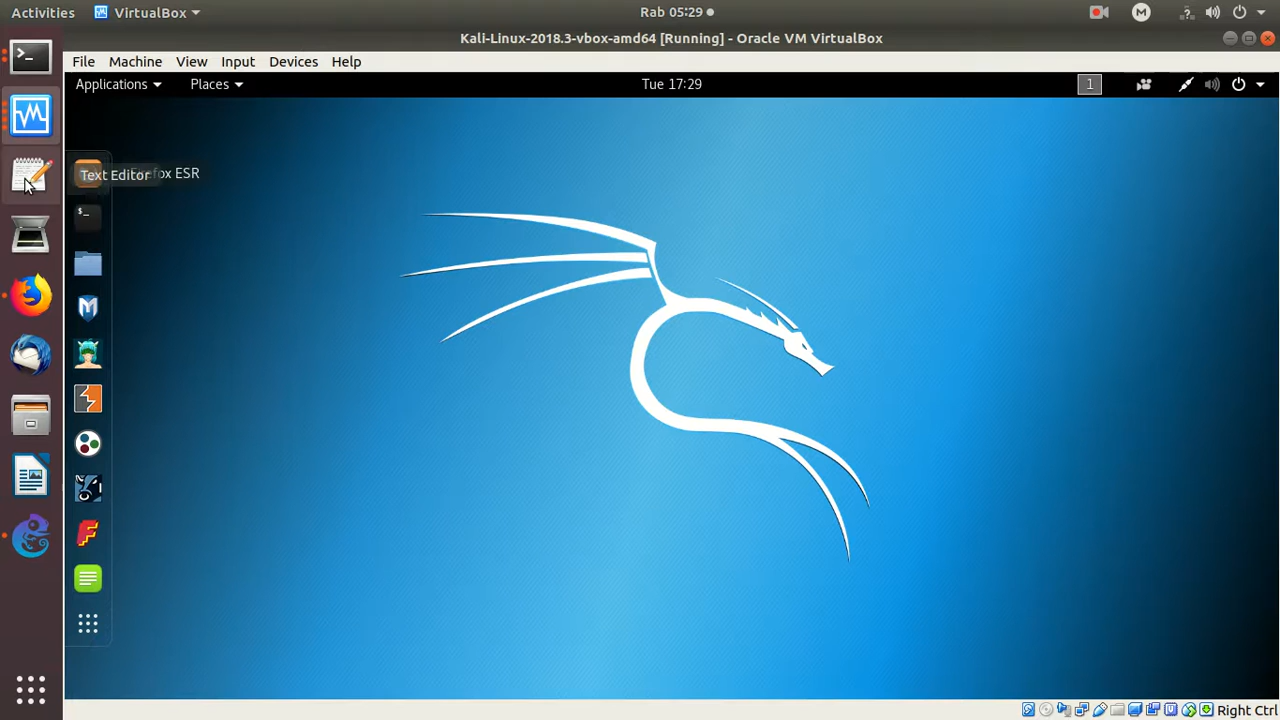 Activities VirtualBox Rab 05:29
Kali-Linux-2018.3-vbox-amd64 [Running] - Oracle VM VirtualBox
File Machine View Input Devices Help
Applications Places Tue 17:29 1
Text Editor
ESR
Right Ctrl